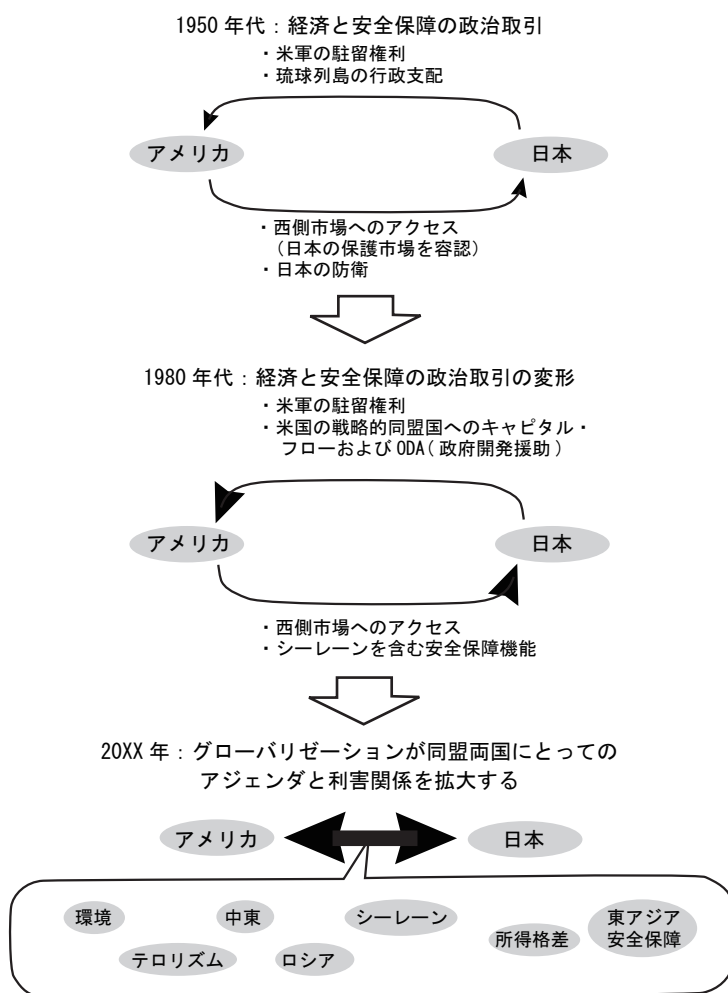 1950年代：経済と安全保障の政治取引
・米軍の駐留権利
・琉球列島の行政支配
アメリカ
日本
・西側市場へのアクセス
（日本の保護市場を容認）
・日本の防衛
1980年代：経済と安全保障の政治取引の変形
・米軍の駐留権利
・米国の戦略的同盟国へのキャピタル・
フローおよびODA(政府開発援助)
アメリカ
日本
・西側市場へのアクセス
・シーレーンを含む安全保障機能
20XX年：グローバリゼーションが同盟両国にとっての
アジェンダと利害関係を拡大する
アメリカ
日本
環境
中東
シーレーン
東アジア
安全保障
テロリズム
ロシア
所得格差